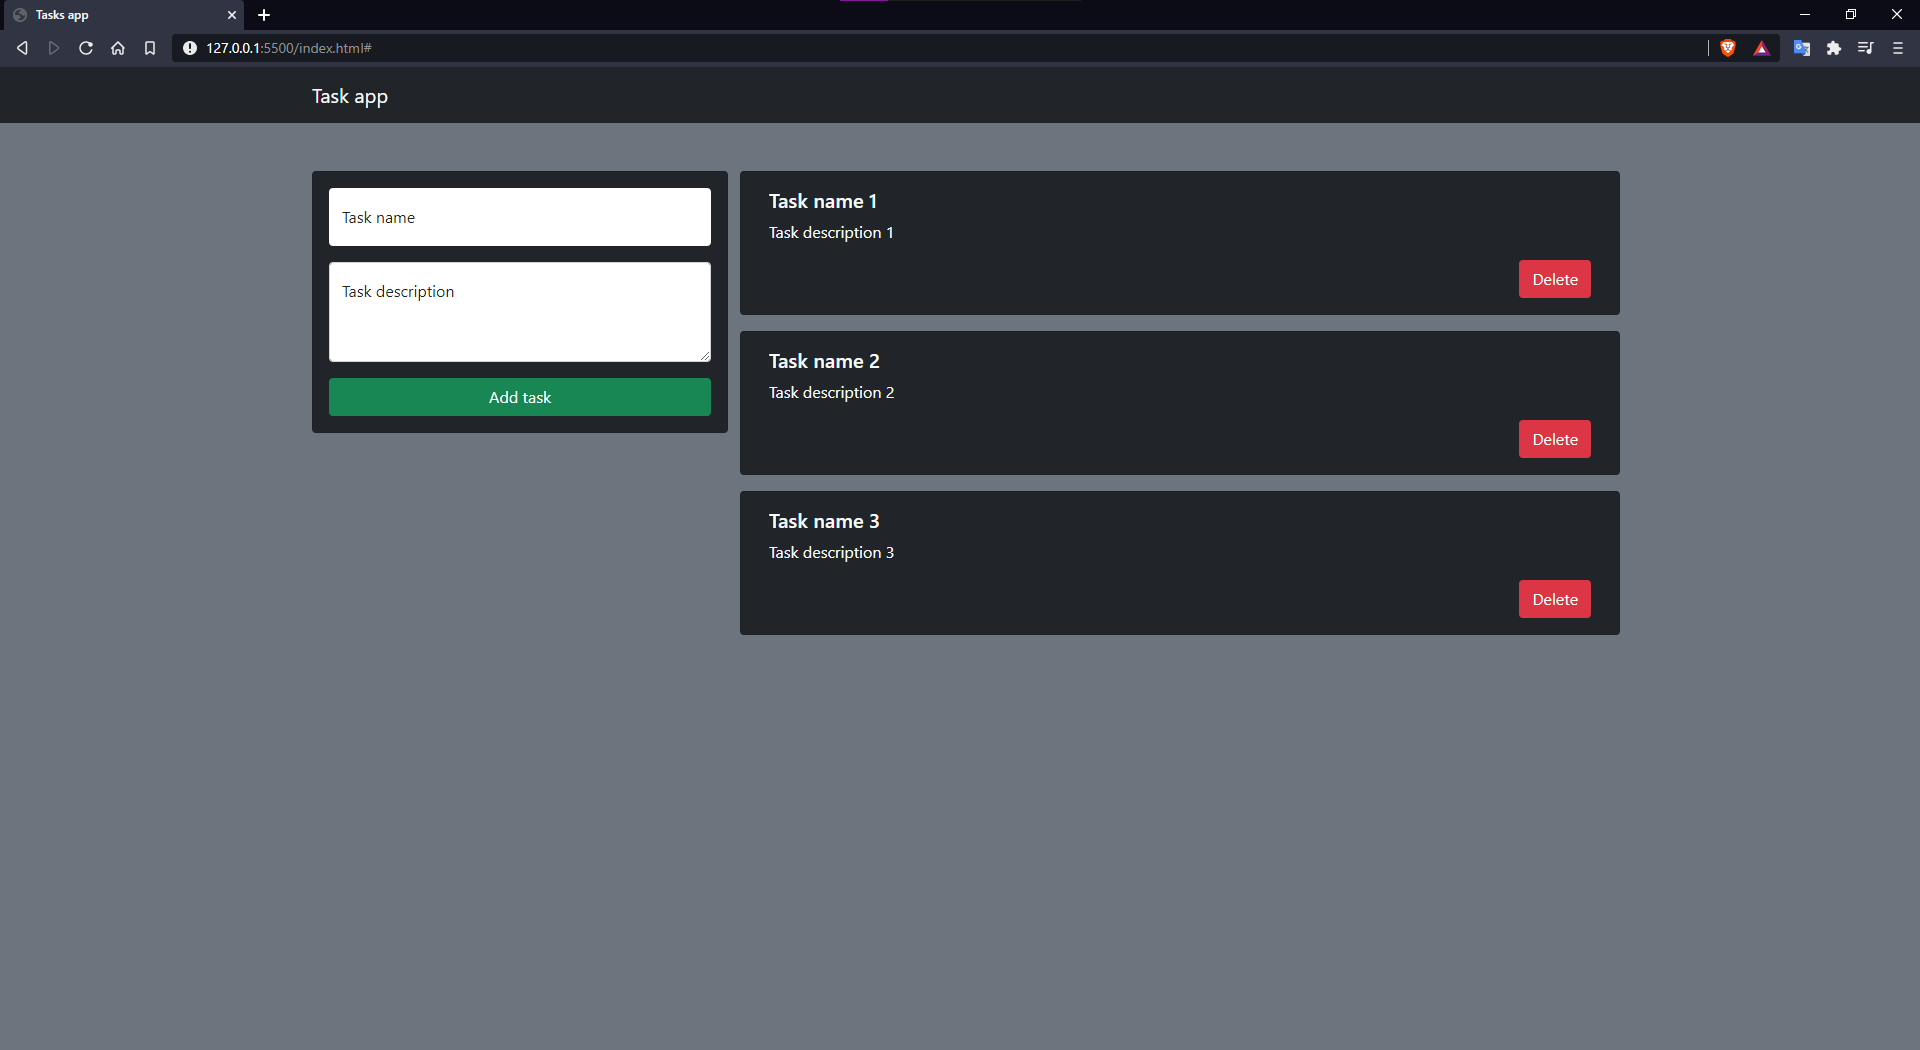 Tasks app
127.0.0.1:5500/index.html#
Task app
Task name
Task description
Add task
Task name 1
Task description 1
Delete
Task name 2
Task description 2
Delete
Task name 3
Task description 3
Delete